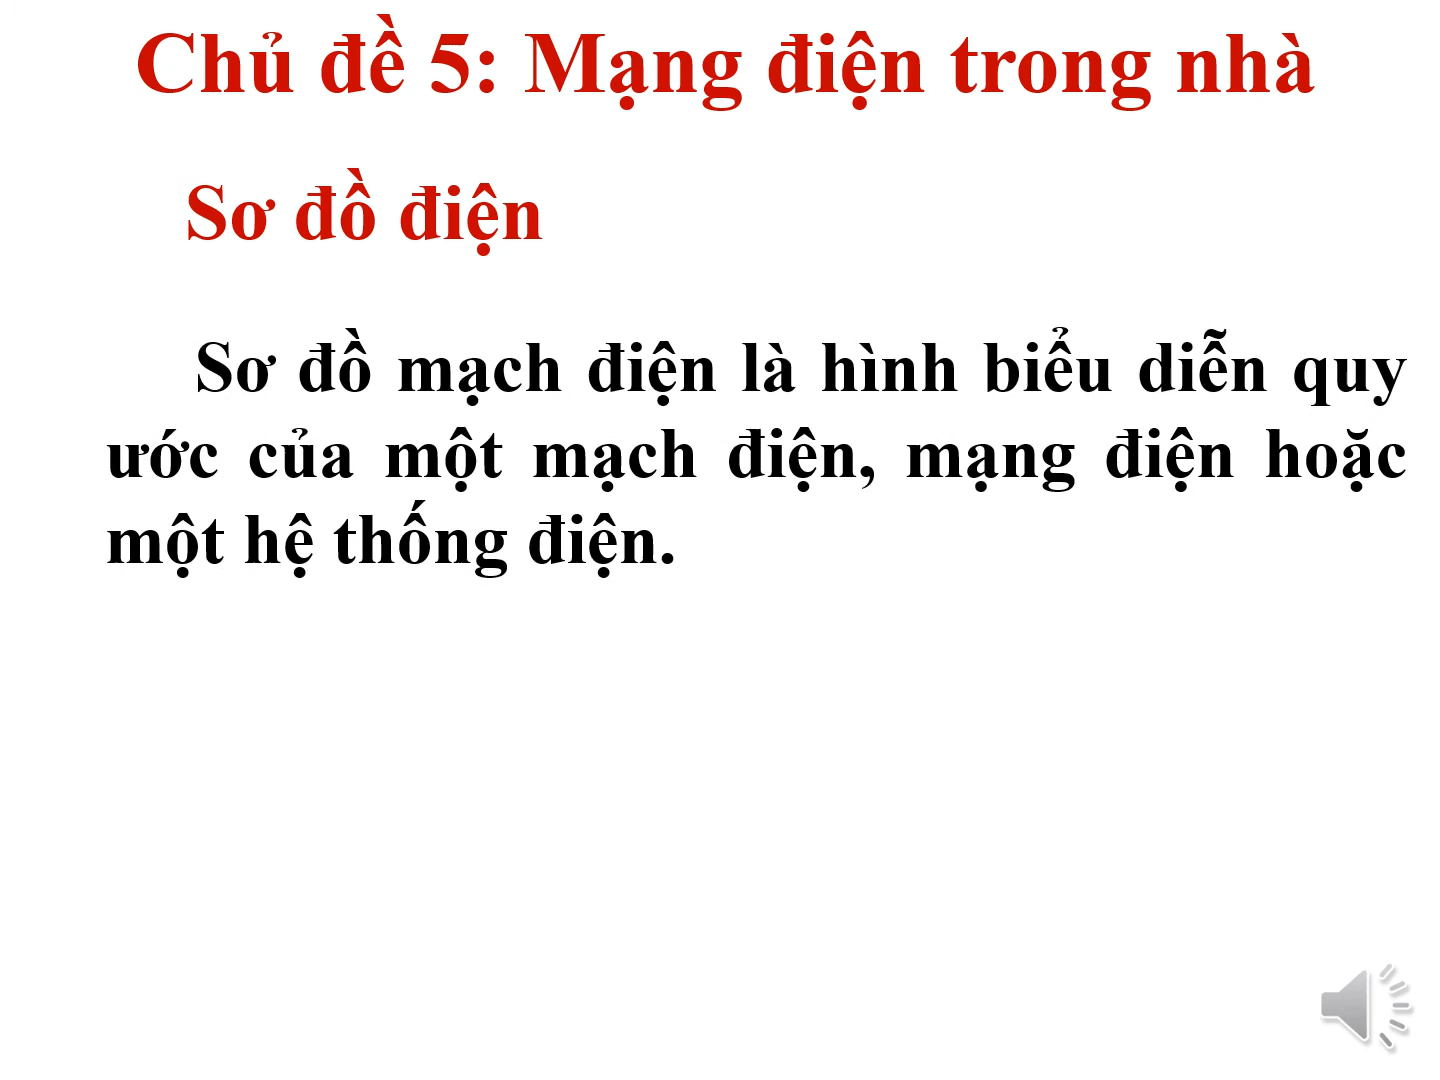 Chủ đề 5: Mạng điện trong nhà
Sơ đồ điện
Sơ đồ mạch điện là hình biểu diễn quy
ước của một mạch điện, mạng điện hoặc
một hệ thống điện.